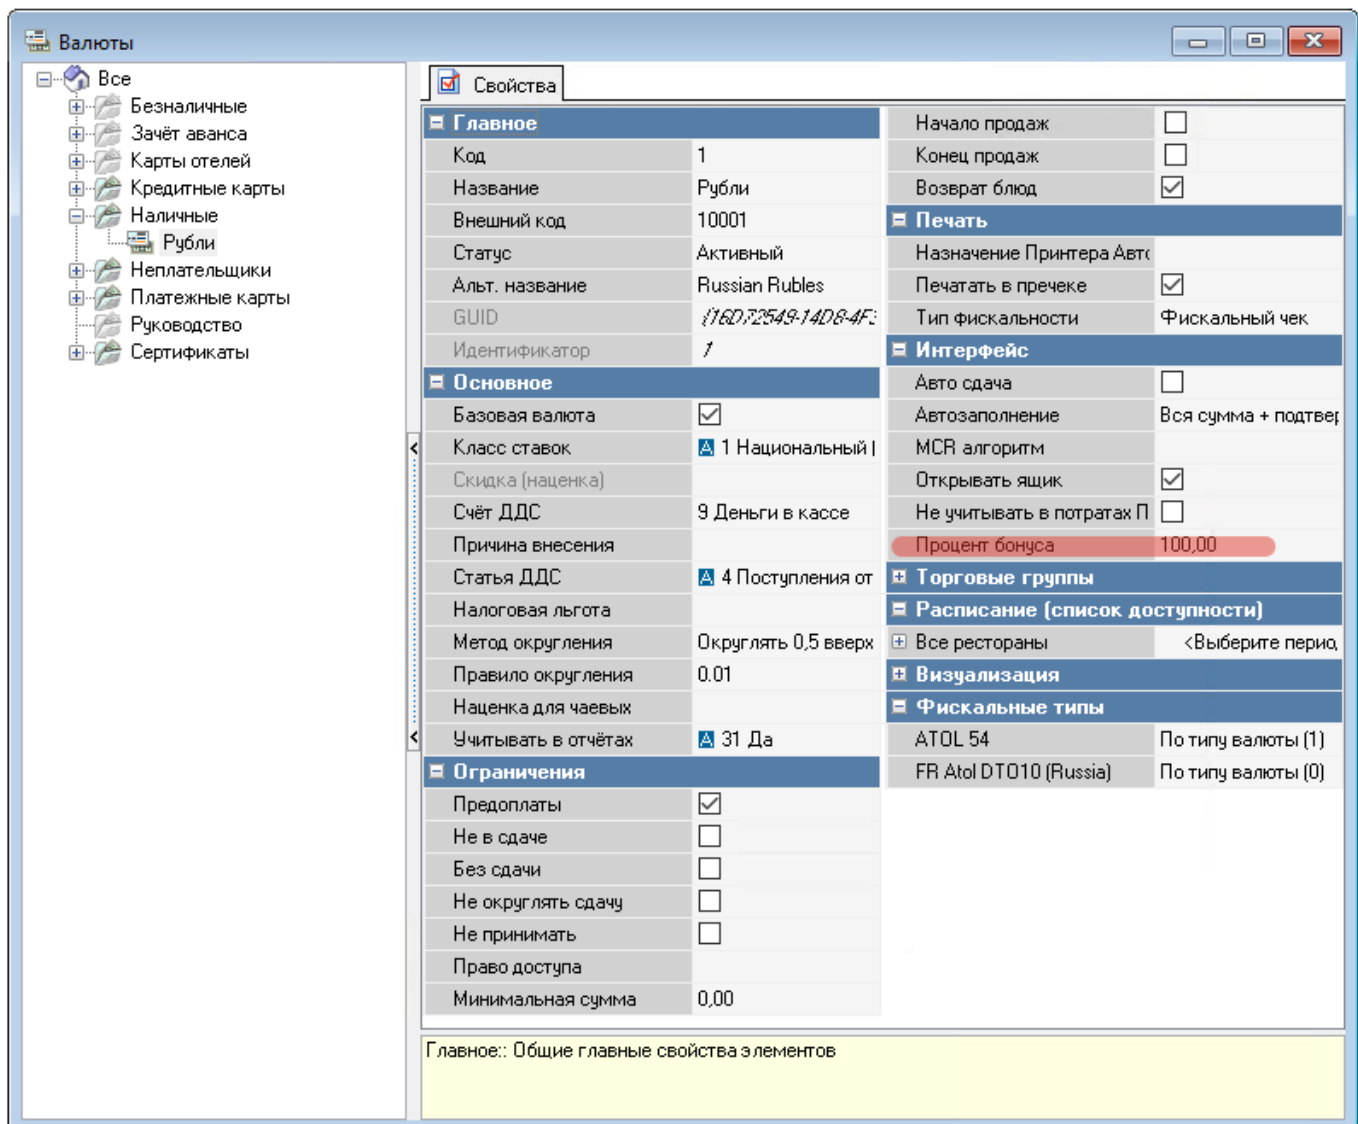 Валюты
Все
Безналичные
Зачёт аванса
Карты отелей
Кредитные карты
Наличные
Рубли
Неплательщики
Платежные карты
Руководство
Сертификаты
Свойства
Главное
Код 1
Название Рубли
Внешний код 10001
Статус Активный
Альт. название Russian Rubles
GUID {16D72549-14D8-4F3
Идентификатор 1
Основное
Базовая валюта
Класс ставок A 1 Национальный (
Скидка (наценка)
Счёт ДДС 9 Деньги в кассе
Причина внесения
Статья ДДС A 4 Поступления от
Налоговая льгота
Метод округления Округлять 0,5 вверх
Правило округления 0.01
Наценка для чаевых
Учитывать в отчётах A 31 Да
Ограничения
Предоплаты
Не в сдаче
Без сдачи
Не округлять сдачу
Не принимать
Право доступа
Минимальная сумма 0,00
Начало продаж
Конец продаж
Возврат блюд
Печать
Назначение Принтера Авто
Печатать в пречеке
Тип фискальности Фискальный чек
Интерфейс
Авто сдача
Автозаполнение Вся сумма + подтвер
MCR алгоритм
Открывать ящик
Не учитывать в потратах П
Процент бонуса 100,00
Торговые группы
Расписание (список доступности)
Все рестораны <Выберите перио
Визуализация
Фискальные типы
ATOL 54 По типу валюты (1)
FR Atol DTO10 (Russia) По типу валюты (0)
Главное:: Общие главные свойства элементов